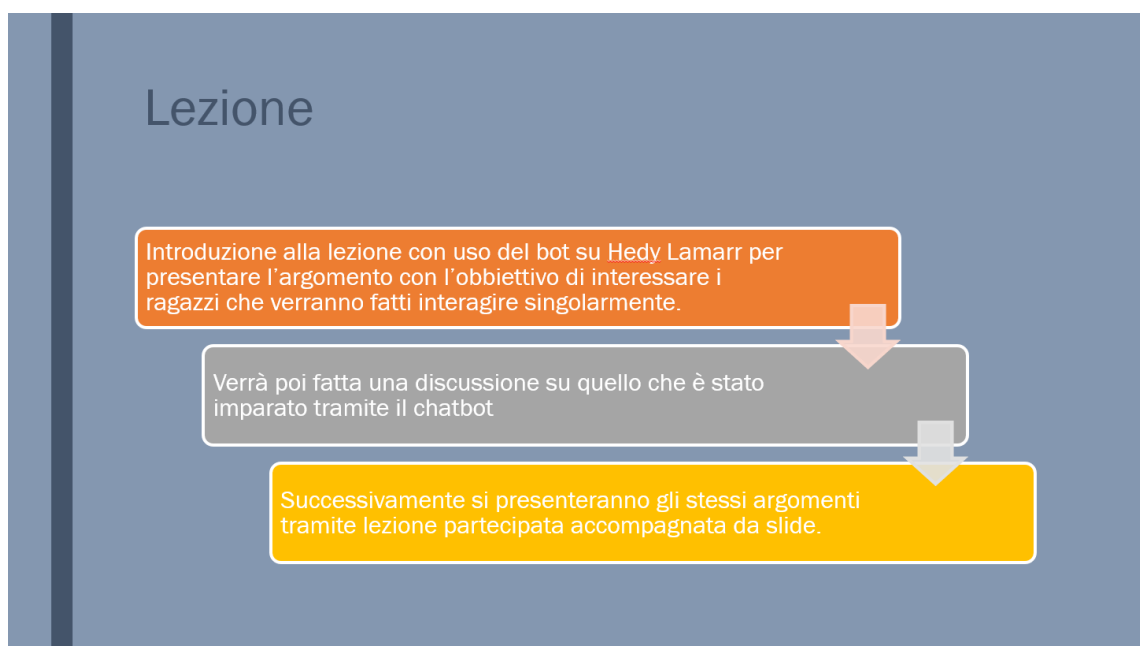 Lezione
Introduzione alla lezione con uso del bot su Hedy Lamarr per
presentare l’argomento con l’obbiettivo di interessare i
ragazzi che verranno fatti interagire singolarmente.
Verrà poi fatta una discussione su quello che è stato
imparato tramite il chatbot
Successivamente si presenteranno gli stessi argomenti
tramite lezione partecipata accompagnata da slide.